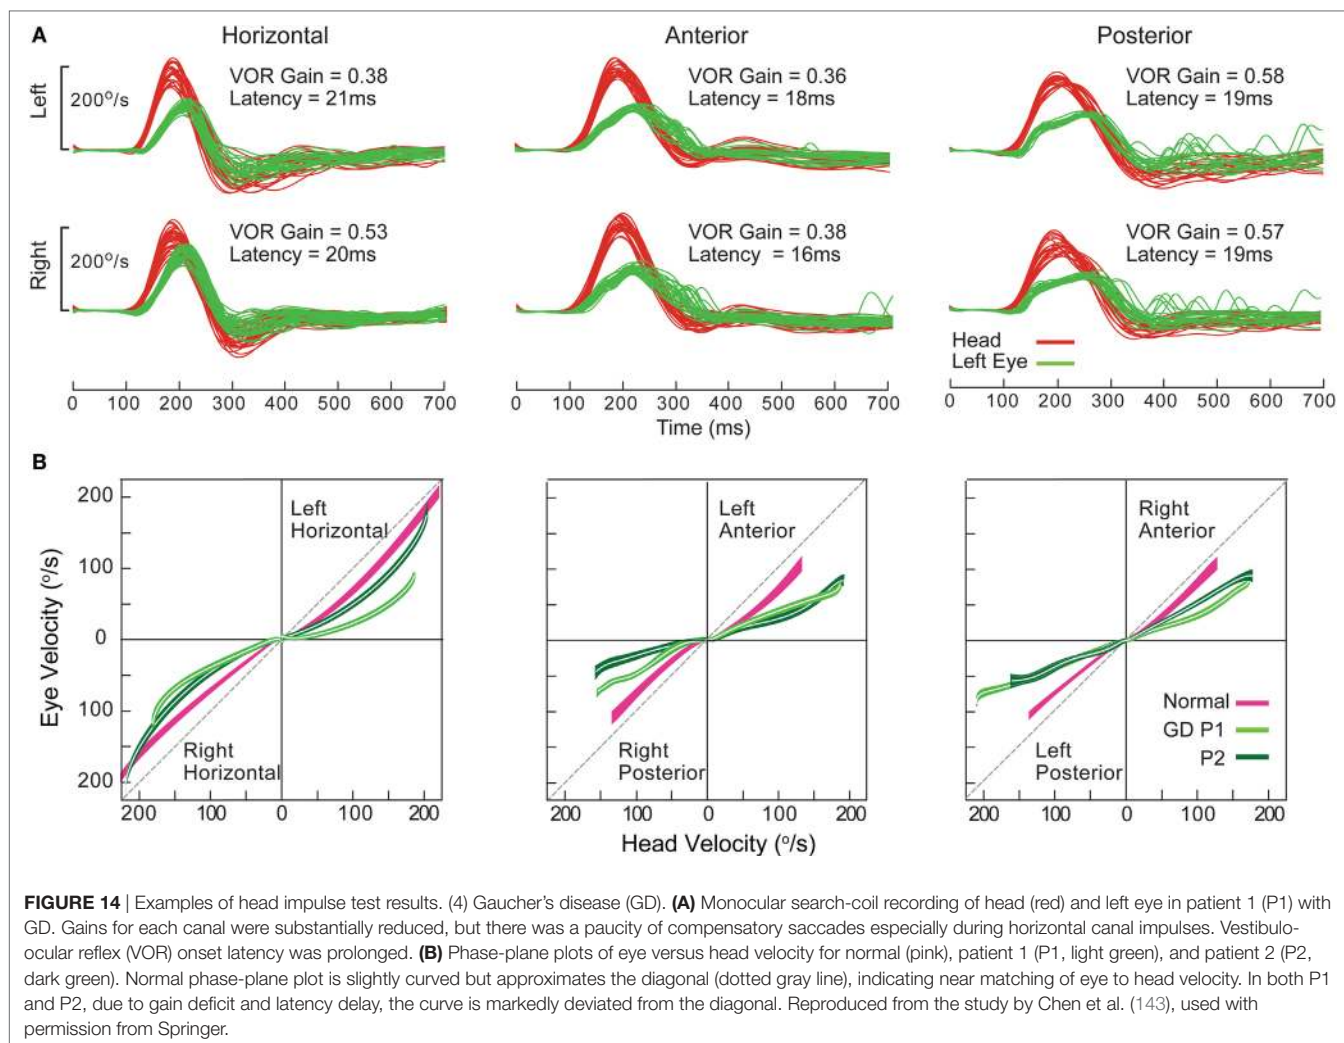 A
Horizontal
Anterior
Posterior
Left
200°/s
VOR Gain = 0.38
Latency = 21ms
VOR Gain = 0.36
Latency = 18ms
VOR Gain = 0.58
Latency = 19ms
Right
200°/s
VOR Gain = 0.53
Latency = 20ms
VOR Gain = 0.38
Latency = 16ms
VOR Gain = 0.57
Latency = 19ms
Head
Left Eye
0 100 200 300 400 500 600 700
0 100 200 300 400 500 600 700
0 100 200 300 400 500 600 700
Time (ms)
B
Eye Velocity (°/s)
200
100
0
100
200
Left
Horizontal
Right
Horizontal
Left
Anterior
Right
Posterior
Right
Anterior
Left
Posterior
Normal
GD P1
P2
200 100 0 100 200
200 100 0 100 200
200 100 0 100 200
Head Velocity (°/s)
FIGURE 14 | Examples of head impulse test results. (4) Gaucher's disease (GD). (A) Monocular search-coil recording of head (red) and left eye in patient 1 (P1) with
GD. Gains for each canal were substantially reduced, but there was a paucity of compensatory saccades especially during horizontal canal impulses. Vestibulo-
ocular reflex (VOR) onset latency was prolonged. (B) Phase-plane plots of eye versus head velocity for normal (pink), patient 1 (P1, light green), and patient 2 (P2,
dark green). Normal phase-plane plot is slightly curved but approximates the diagonal (dotted gray line), indicating near matching of eye to head velocity. In both P1
and P2, due to gain deficit and latency delay, the curve is markedly deviated from the diagonal. Reproduced from the study by Chen et al. (143), used with
permission from Springer.